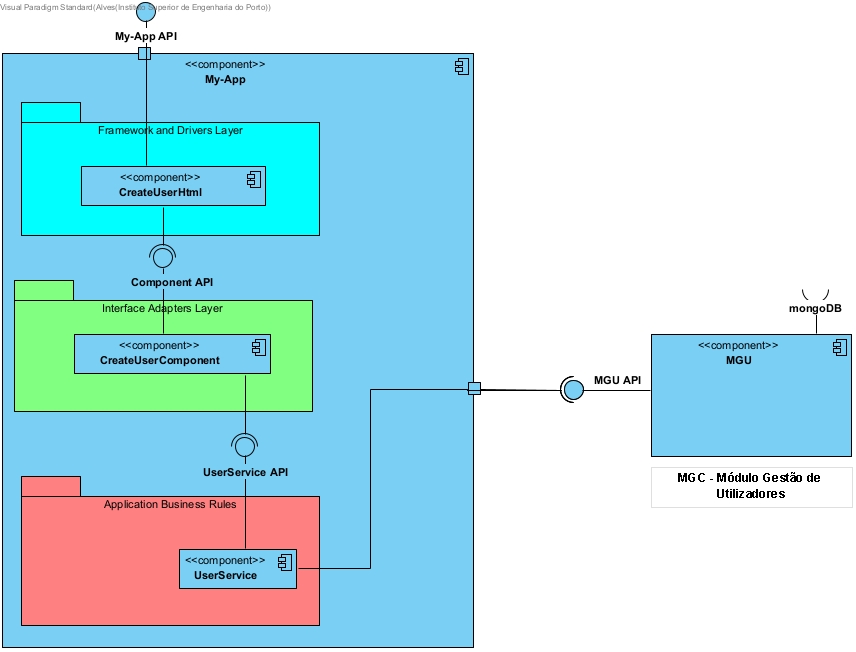 Visual Paradigm Standard(Alves(Instituto Superior de Engenharia do Porto))
My-App API
<<component>>
My-App
Framework and Drivers Layer
<<component>>
CreateUserHtml
Component API
Interface Adapters Layer
<<component>>
CreateUserComponent
UserService API
Application Business Rules
<<component>>
UserService
MGU API
mongoDB
<<component>>
MGU
MGC - Módulo Gestão de
Utilizadores